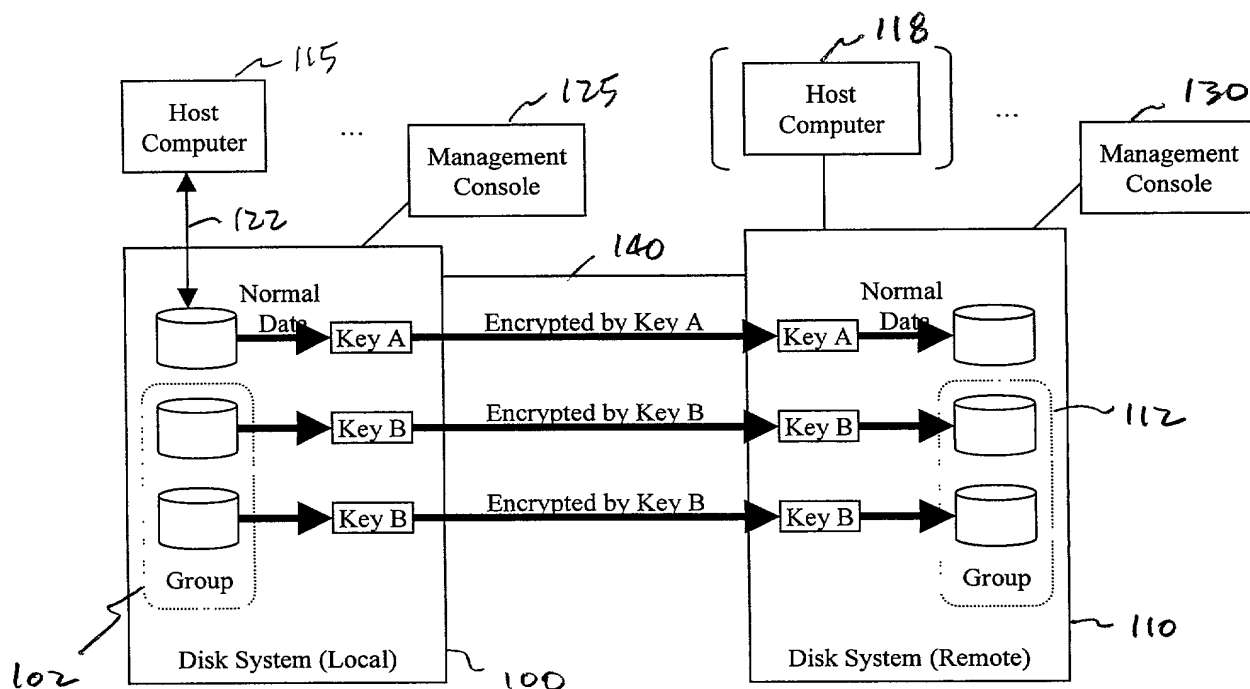 115
118
Host
Computer
...
125
Management
Console
Host
Computer
...
130
Management
Console
122
140
Normal
Data
Key A
Encrypted by Key A
Key A
Normal
Data
Key B
Encrypted by Key B
Key B
112
Key B
Encrypted by Key B
Key B
Group
Group
102
Disk System (Local)
100
Disk System (Remote)
110